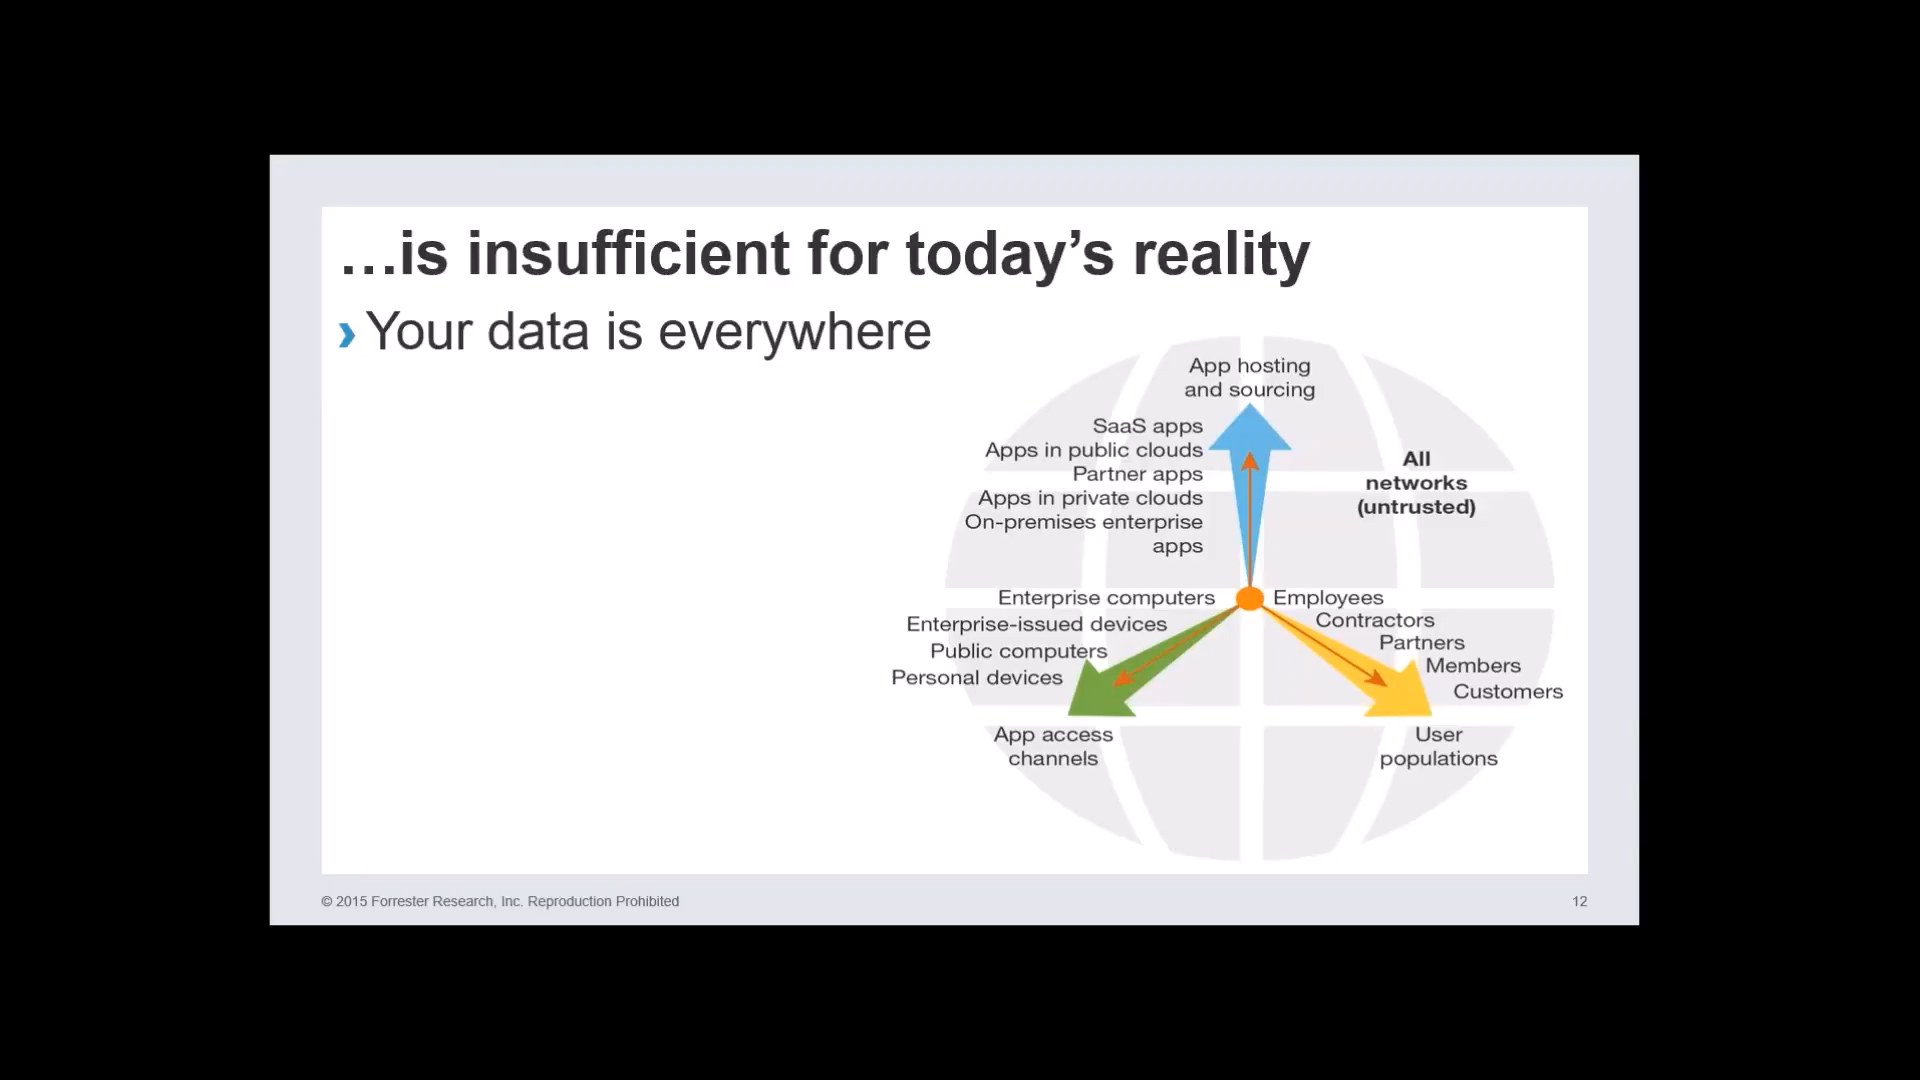 …is insufficient for today’s reality
› Your data is everywhere
App hosting
and sourcing
SaaS apps
Apps in public clouds
Partner apps
Apps in private clouds
On-premises enterprise
apps
All
networks
(untrusted)
Enterprise computers
Enterprise-issued devices
Public computers
Personal devices
App access
channels
Employees
Contractors
Partners
Members
Customers
User
populations
© 2015 Forrester Research, Inc. Reproduction Prohibited
12